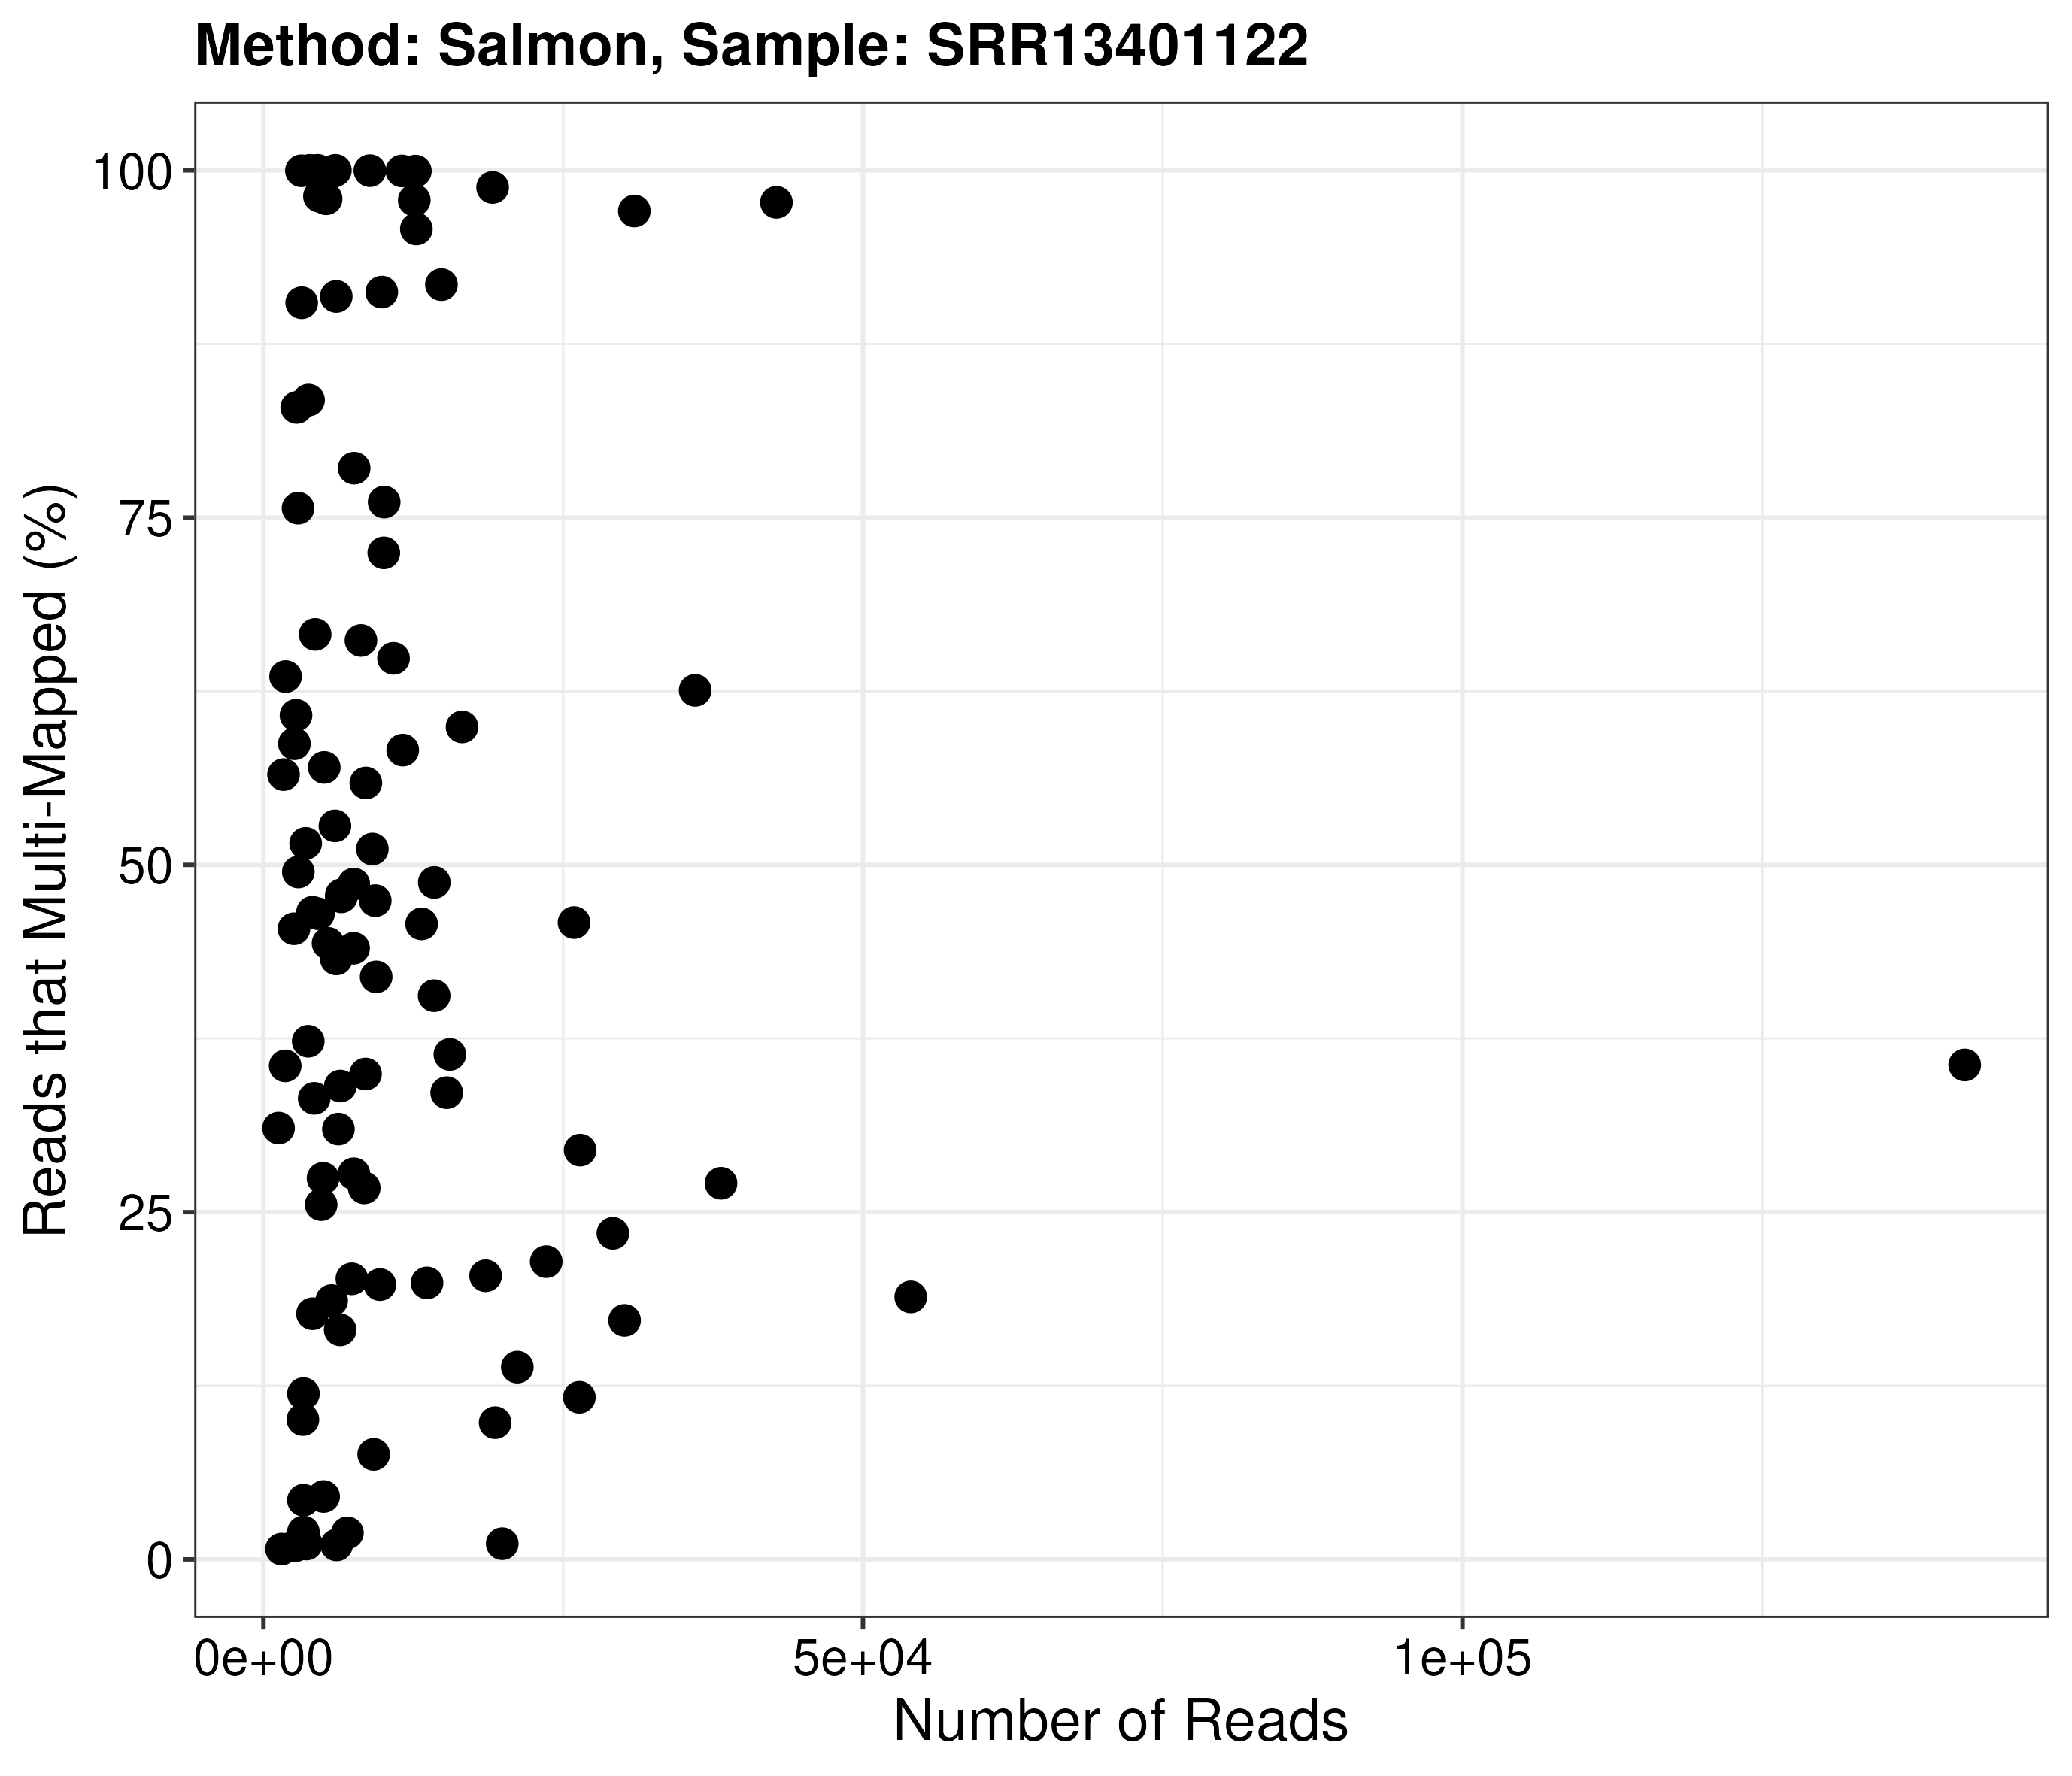 Method: Salmon, Sample: SRR13401122
Reads that Multi-Mapped (%)
100
75
50
25
0
0e+00 5e+04 1e+05
Number of Reads